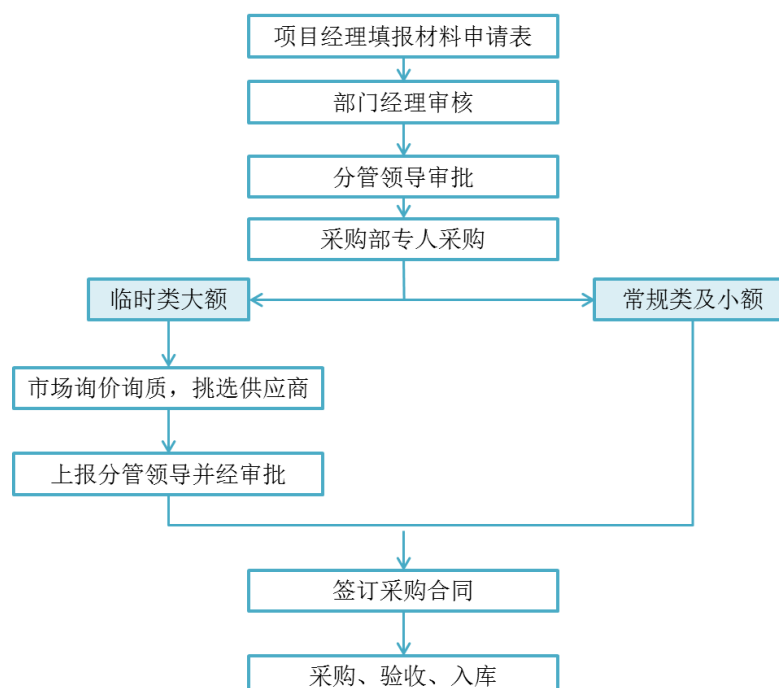 项目经理填报材料申请表
部门经理审核
分管领导审批
采购部专人采购
临时类大额
常规类及小额
市场询价询质，挑选供应商
上报分管领导并经审批
签订采购合同
采购、验收、入库